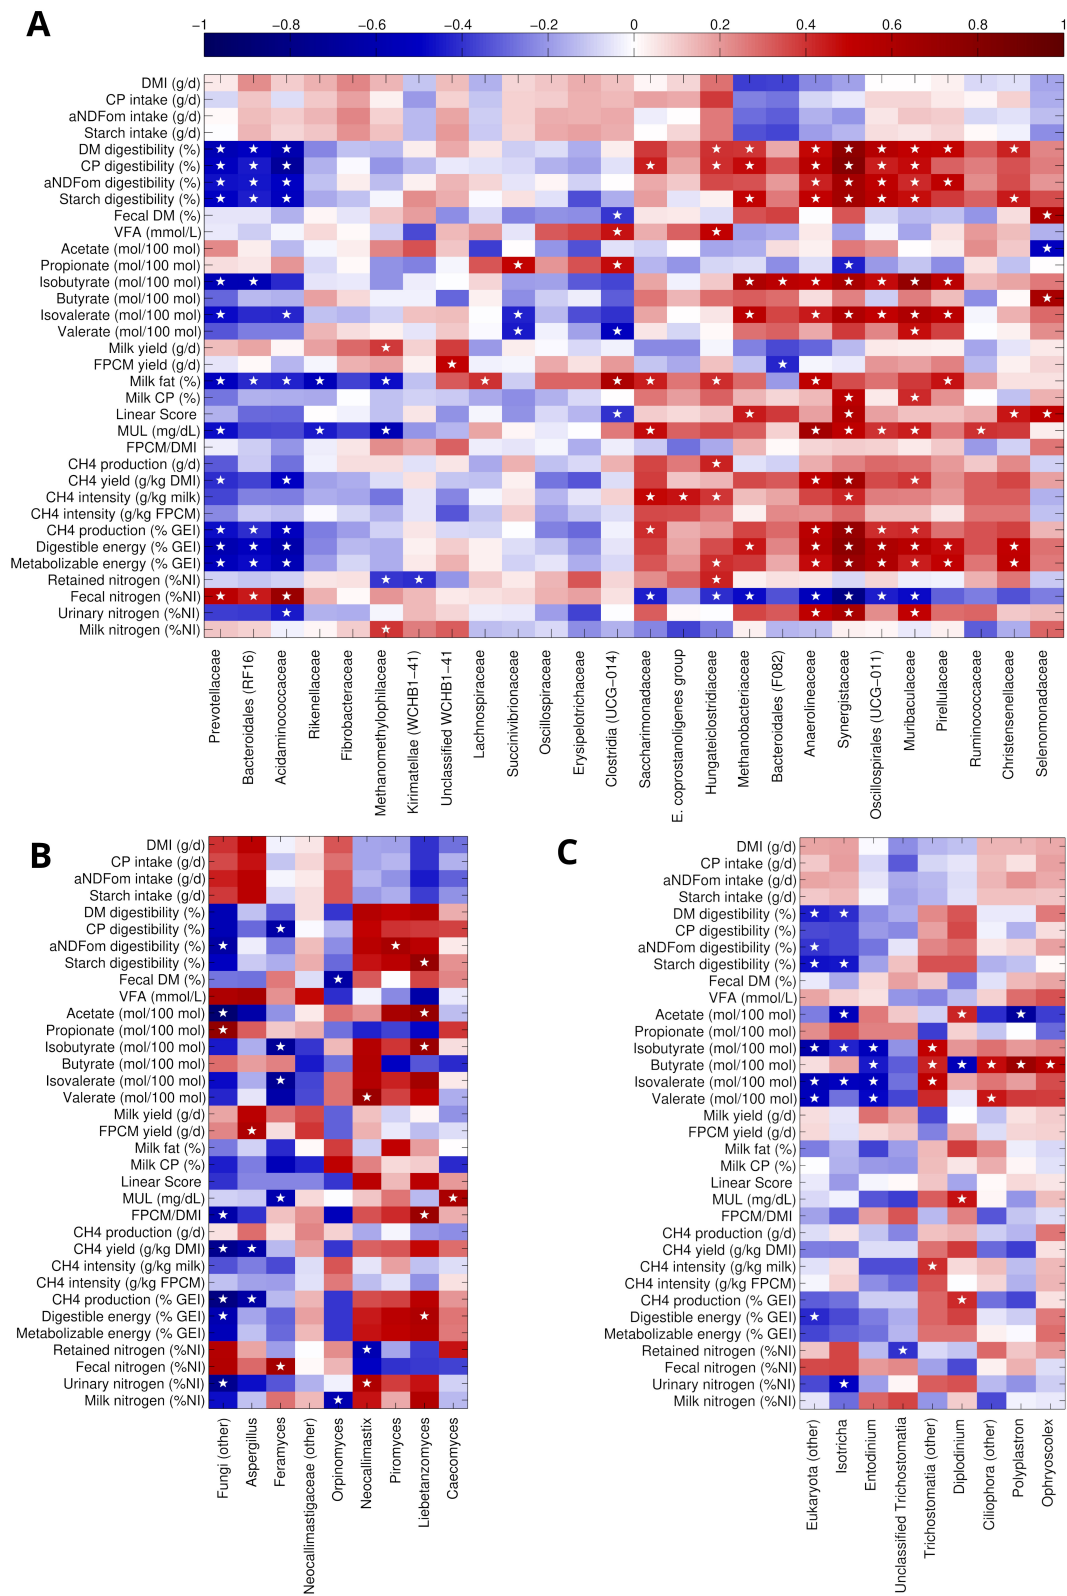 A
−1 −0.8 −0.6 −0.4 −0.2 0 0.2 0.4 0.6 0.8 1
DMI (g/d)
CP intake (g/d)
aNDFom intake (g/d)
Starch intake (g/d)
DM digestibility (%)
CP digestibility (%)
aNDFom digestibility (%)
Starch digestibility (%)
Fecal DM (%)
VFA (mmol/L)
Acetate (mol/100 mol)
Propionate (mol/100 mol)
Isobutyrate (mol/100 mol)
Butyrate (mol/100 mol)
Isovalerate (mol/100 mol)
Valerate (mol/100 mol)
Milk yield (g/d)
FPCM yield (g/d)
Milk fat (%)
Milk CP (%)
Linear Score
MUL (mg/dL)
FPCM/DMI
CH4 production (g/d)
CH4 yield (g/kg DMI)
CH4 intensity (g/kg milk)
CH4 intensity (g/kg FPCM)
CH4 production (% GEI)
Digestible energy (% GEI)
Metabolizable energy (% GEI)
Retained nitrogen (%NI)
Fecal nitrogen (%NI)
Urinary nitrogen (%NI)
Milk nitrogen (%NI)
Prevotellaceae
Bacteroidales (RF16)
Acidaminococcaceae
Rikenellaceae
Fibrobacteraceae
Methanomethylophilaceae
Kirimatellae (WCHB1−41)
Unclassified WCHB1−41
Lachnospiraceae
Succinivibrionaceae
Oscillospiraceae
Erysipelotrichaceae
Clostridia (UCG−014)
Saccharimonadaceae
E. coprostanoligenes group
Hungateiclostridiaceae
Methanobacteriaceae
Bacteroidales (F082)
Anaerolineaceae
Synergistaceae
Oscillospirales (UCG−011)
Muribaculaceae
Pirellulaceae
Ruminococcaceae
Christensenellaceae
Selenomonadaceae
B
DMI (g/d)
CP intake (g/d)
aNDFom intake (g/d)
Starch intake (g/d)
DM digestibility (%)
CP digestibility (%)
aNDFom digestibility (%)
Starch digestibility (%)
Fecal DM (%)
VFA (mmol/L)
Acetate (mol/100 mol)
Propionate (mol/100 mol)
Isobutyrate (mol/100 mol)
Butyrate (mol/100 mol)
Isovalerate (mol/100 mol)
Valerate (mol/100 mol)
Milk yield (g/d)
FPCM yield (g/d)
Milk fat (%)
Milk CP (%)
Linear Score
MUL (mg/dL)
FPCM/DMI
CH4 production (g/d)
CH4 yield (g/kg DMI)
CH4 intensity (g/kg milk)
CH4 intensity (g/kg FPCM)
CH4 production (% GEI)
Digestible energy (% GEI)
Metabolizable energy (% GEI)
Retained nitrogen (%NI)
Fecal nitrogen (%NI)
Urinary nitrogen (%NI)
Milk nitrogen (%NI)
Fungi (other)
Aspergillus
Feramyces
Neocallimastigaceae (other)
Orpinomyces
Neocallimastix
Piromyces
Liebetanzomyces
Caecomyces
C
DMI (g/d)
CP intake (g/d)
aNDFom intake (g/d)
Starch intake (g/d)
DM digestibility (%)
CP digestibility (%)
aNDFom digestibility (%)
Starch digestibility (%)
Fecal DM (%)
VFA (mmol/L)
Acetate (mol/100 mol)
Propionate (mol/100 mol)
Isobutyrate (mol/100 mol)
Butyrate (mol/100 mol)
Isovalerate (mol/100 mol)
Valerate (mol/100 mol)
Milk yield (g/d)
FPCM yield (g/d)
Milk fat (%)
Milk CP (%)
Linear Score
MUL (mg/dL)
FPCM/DMI
CH4 production (g/d)
CH4 yield (g/kg DMI)
CH4 intensity (g/kg milk)
CH4 intensity (g/kg FPCM)
CH4 production (% GEI)
Digestible energy (% GEI)
Metabolizable energy (% GEI)
Retained nitrogen (%NI)
Fecal nitrogen (%NI)
Urinary nitrogen (%NI)
Milk nitrogen (%NI)
Eukaryota (other)
Isotricha
Entodinium
Unclassified Trichostomatia
Trichostomatia (other)
Diplodinium
Ciliophora (other)
Polyplastron
Ophryoscolex